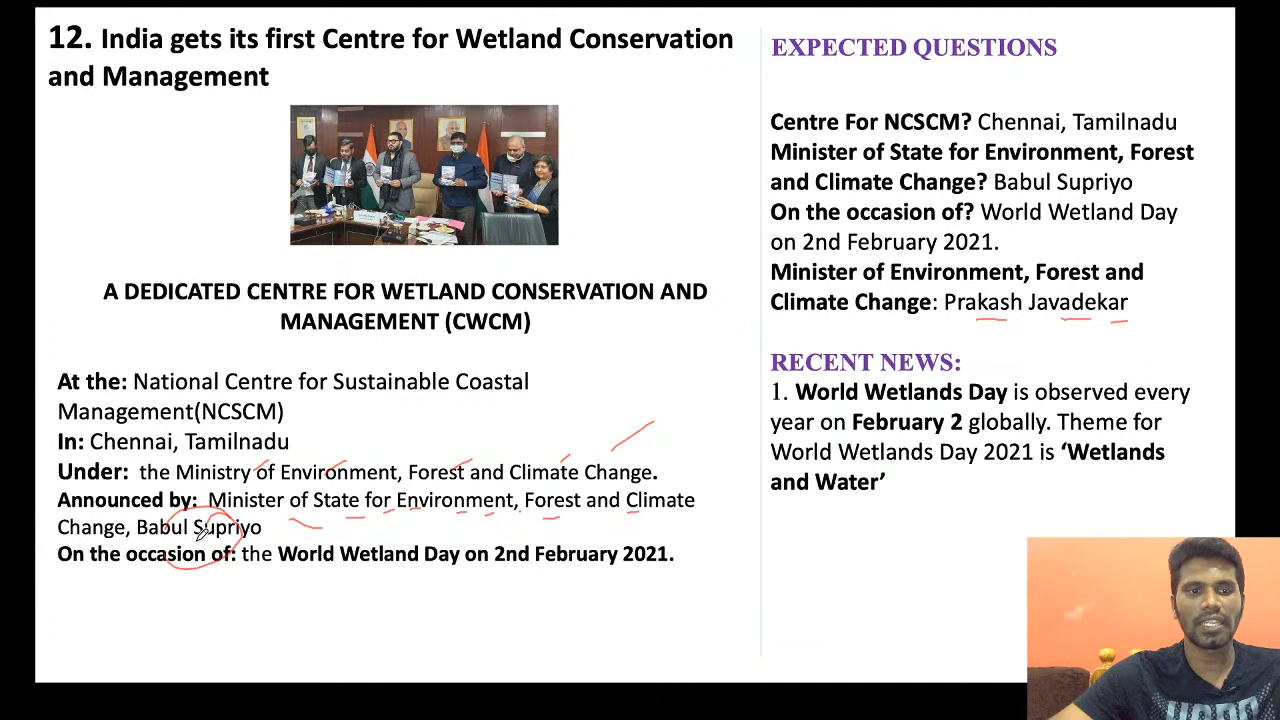 12. India gets its first Centre for Wetland Conservation
and Management
A DEDICATED CENTRE FOR WETLAND CONSERVATION AND
MANAGEMENT (CWCM)
At the: National Centre for Sustainable Coastal
Management(NCSCM)
In: Chennai, Tamilnadu
Under: the Ministry of Environment, Forest and Climate Change.
Announced by: Minister of State for Environment, Forest and Climate
Change, Babul Supriyo
On the occasion of: the World Wetland Day on 2nd February 2021.
EXPECTED QUESTIONS
Centre For NCSCM? Chennai, Tamilnadu
Minister of State for Environment, Forest
and Climate Change? Babul Supriyo
On the occasion of? World Wetland Day
on 2nd February 2021.
Minister of Environment, Forest and
Climate Change: Prakash Javadekar
RECENT NEWS:
1. World Wetlands Day is observed every
year on February 2 globally. Theme for
World Wetlands Day 2021 is ‘Wetlands
and Water’